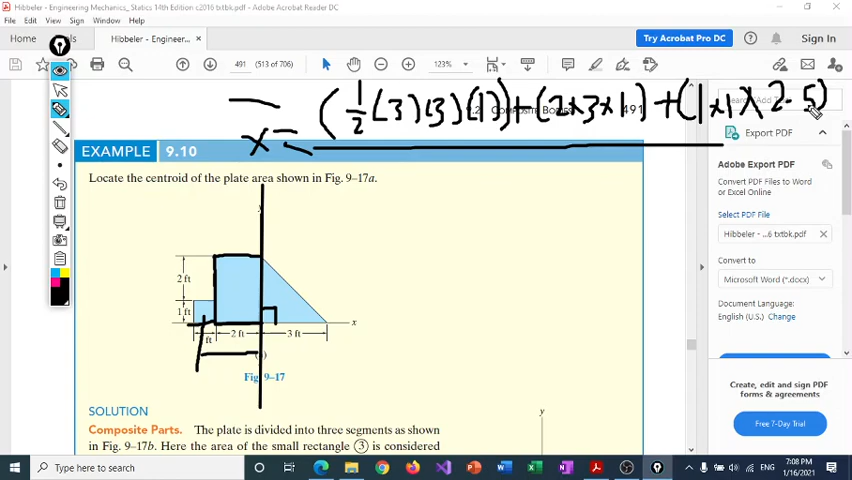 Hibbeler - Engineering Mechanics_ Statics 14th Edition c2016 txtbk.pdf - Adobe Acrobat Reader DC
File Edit View Sign Window Help
Home
Hibbeler - Engineer...
Try Acrobat Pro DC
Sign In
491 (513 of 706)
123%
x̄ = (1/2 (3)(3)(1)) + (2x3x1) + (1x1)(2.5)
491
Export PDF
EXAMPLE 9.10
Adobe Export PDF
Locate the centroid of the plate area shown in Fig. 9–17a.
Convert PDF Files to Word
or Excel Online
Select PDF File
y
Hibbeler - ...6 txtbk.pdf
Convert to
2 ft
Microsoft Word (*.docx)
1 ft
x
Document Language:
English (U.S.) Change
ft
2 ft
3 ft
Fig. 9–17
Create, edit and sign PDF
forms & agreements
SOLUTION
y
Free 7-Day Trial
Composite Parts. The plate is divided into three segments as shown
in Fig. 9–17b. Here the area of the small rectangle ③ is considered
Type here to search
ENG
7:08 PM
1/16/2021